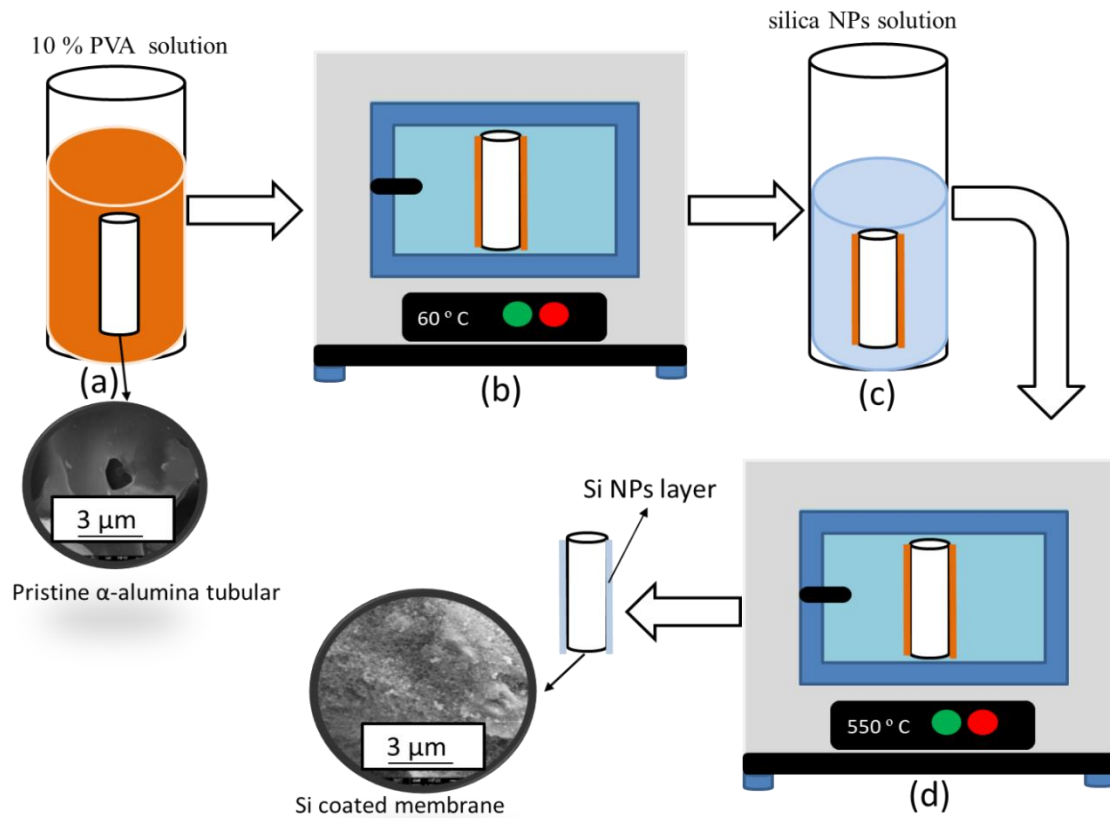 10 % PVA solution
silica NPs solution
60 ° C
(a)
(b)
(c)
3 μm
Pristine α-alumina tubular
Si NPs layer
3 μm
Si coated membrane
550 ° C
(d)